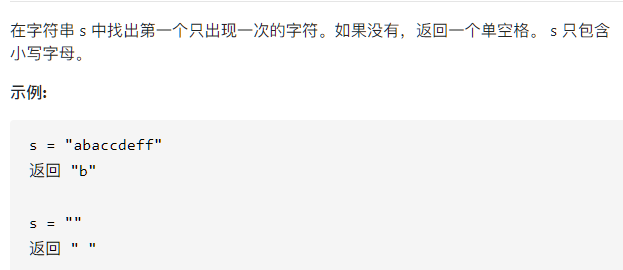 在字符串 s 中找出第一个只出现一次的字符。如果没有，返回一个单空格。 s 只包含
小写字母。
示例:
s = "abaccdeff"
返回 "b"
s = ""
返回 " "